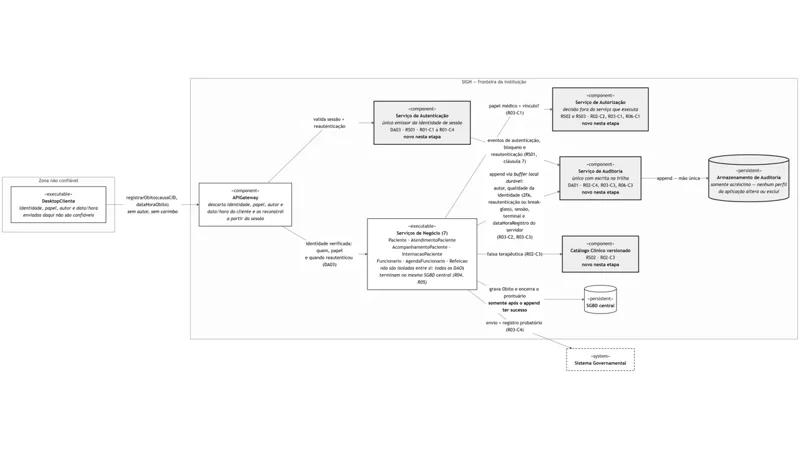 SIGH — Fronteira da Instituição
Zona não confiável
«executable»
DesktopCliente
identidade, papel, autor e data/hora
enviados daqui não são confiáveis
registrarObito(causaCID,
dataHoraObito)
sem autor, sem carimbo
«component»
APIGateway
descarta identidade, papel, autor e
data/hora do cliente e os reconstrói
a partir da sessão
valida sessão +
reautenticação
identidade verificada:
quem, papel
e quando reautenticou
(DA03)
«component»
Serviço de Autenticação
único emissor da identidade de sessão
DA03 · RS01 · R01-C1 a R01-C4
novo nesta etapa
«executable»
Serviços de Negócio (7)
Paciente · AtendimentoPaciente
AcompanhamentoPaciente ·
InternacaoPaciente
Funcionario · AgendaFuncionario · Refeicao
não são isoladas entre si: todos os DAO
terminam no mesmo SGBD central (R04,
R05)
papel médico + vínculo?
(R03-C1)
«component»
Serviço de Autorização
decisão fora do serviço que executa
RS02 e RS03 · R02-C2, R03-C1, R06-C1
novo nesta etapa
eventos de autenticação,
bloqueio e
reautenticação (RS01,
cláusula 7)
append via buffer local
durável:
autor, qualidade da
identidade (2FA,
reautenticação ou break-
glass), sessão,
terminal e
dataHoraRegistro do
servidor
(R03-C2, R03-C3)
«component»
Serviço de Auditoria
único com escrita na trilha
DA01 · R02-C4, R03-C3, R06-C3
novo nesta etapa
append — mão única
«persistent»
Armazenamento de Auditoria
somente acréscimo — nenhum perfil
da aplicação altera ou exclui
faixa terapêutica (R02-C3)
«component»
Catálogo Clínico versionado
RS02 · R02-C3
novo nesta etapa
grava óbito e encerra o
prontuário
somente após o append
ter sucesso
«persistent»
SGBD central
envio + registro probatório
(R03-C4)
«system»
Sistema Governamental